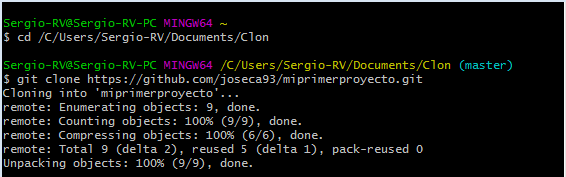 Sergio-RV@Sergio-RV-PC MINGW64 ~
$ cd /C/Users/Sergio-RV/Documents/Clon
Sergio-RV@Sergio-RV-PC MINGW64 /C/Users/Sergio-RV/Documents/Clon (master)
$ git clone https://github.com/joseca93/miprimerproyecto.git
Cloning into 'miprimerproyecto'...
remote: Enumerating objects: 9, done.
remote: Counting objects: 100% (9/9), done.
remote: Compressing objects: 100% (6/6), done.
remote: Total 9 (delta 2), reused 5 (delta 1), pack-reused 0
Unpacking objects: 100% (9/9), done.